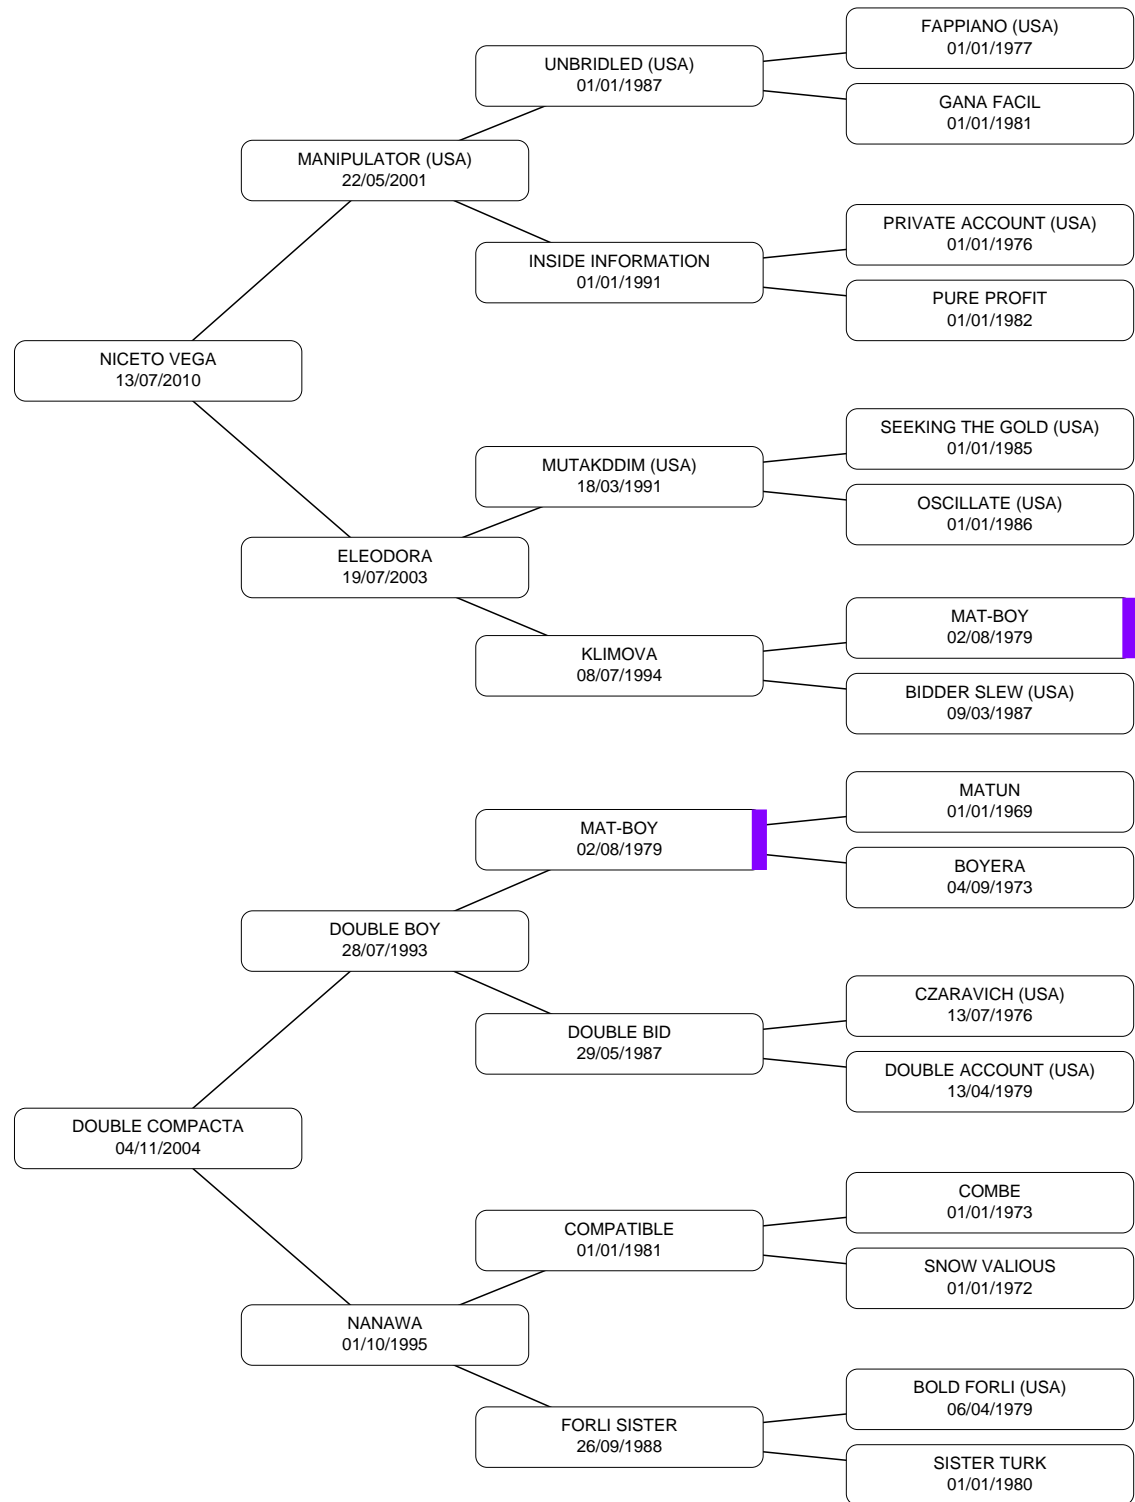 FAPPIANO (USA)
01/01/1977
UNBRIDLED (USA)
01/01/1987
GANA FACIL
01/01/1981
MANIPULATOR (USA)
22/05/2001
PRIVATE ACCOUNT (USA)
01/01/1976
INSIDE INFORMATION
01/01/1991
PURE PROFIT
01/01/1982
NICETO VEGA
13/07/2010
SEEKING THE GOLD (USA)
01/01/1985
MUTAKDDIM (USA)
18/03/1991
OSCILLATE (USA)
01/01/1986
ELEODORA
19/07/2003
MAT-BOY
02/08/1979
KLIMOVA
08/07/1994
BIDDER SLEW (USA)
09/03/1987
MATUN
01/01/1969
MAT-BOY
02/08/1979
BOYERA
04/09/1973
DOUBLE BOY
28/07/1993
CZARAVICH (USA)
13/07/1976
DOUBLE BID
29/05/1987
DOUBLE ACCOUNT (USA)
13/04/1979
DOUBLE COMPACTA
04/11/2004
COMBE
01/01/1973
COMPATIBLE
01/01/1981
SNOW VALIOUS
01/01/1972
NANAWA
01/10/1995
BOLD FORLI (USA)
06/04/1979
FORLI SISTER
26/09/1988
SISTER TURK
01/01/1980